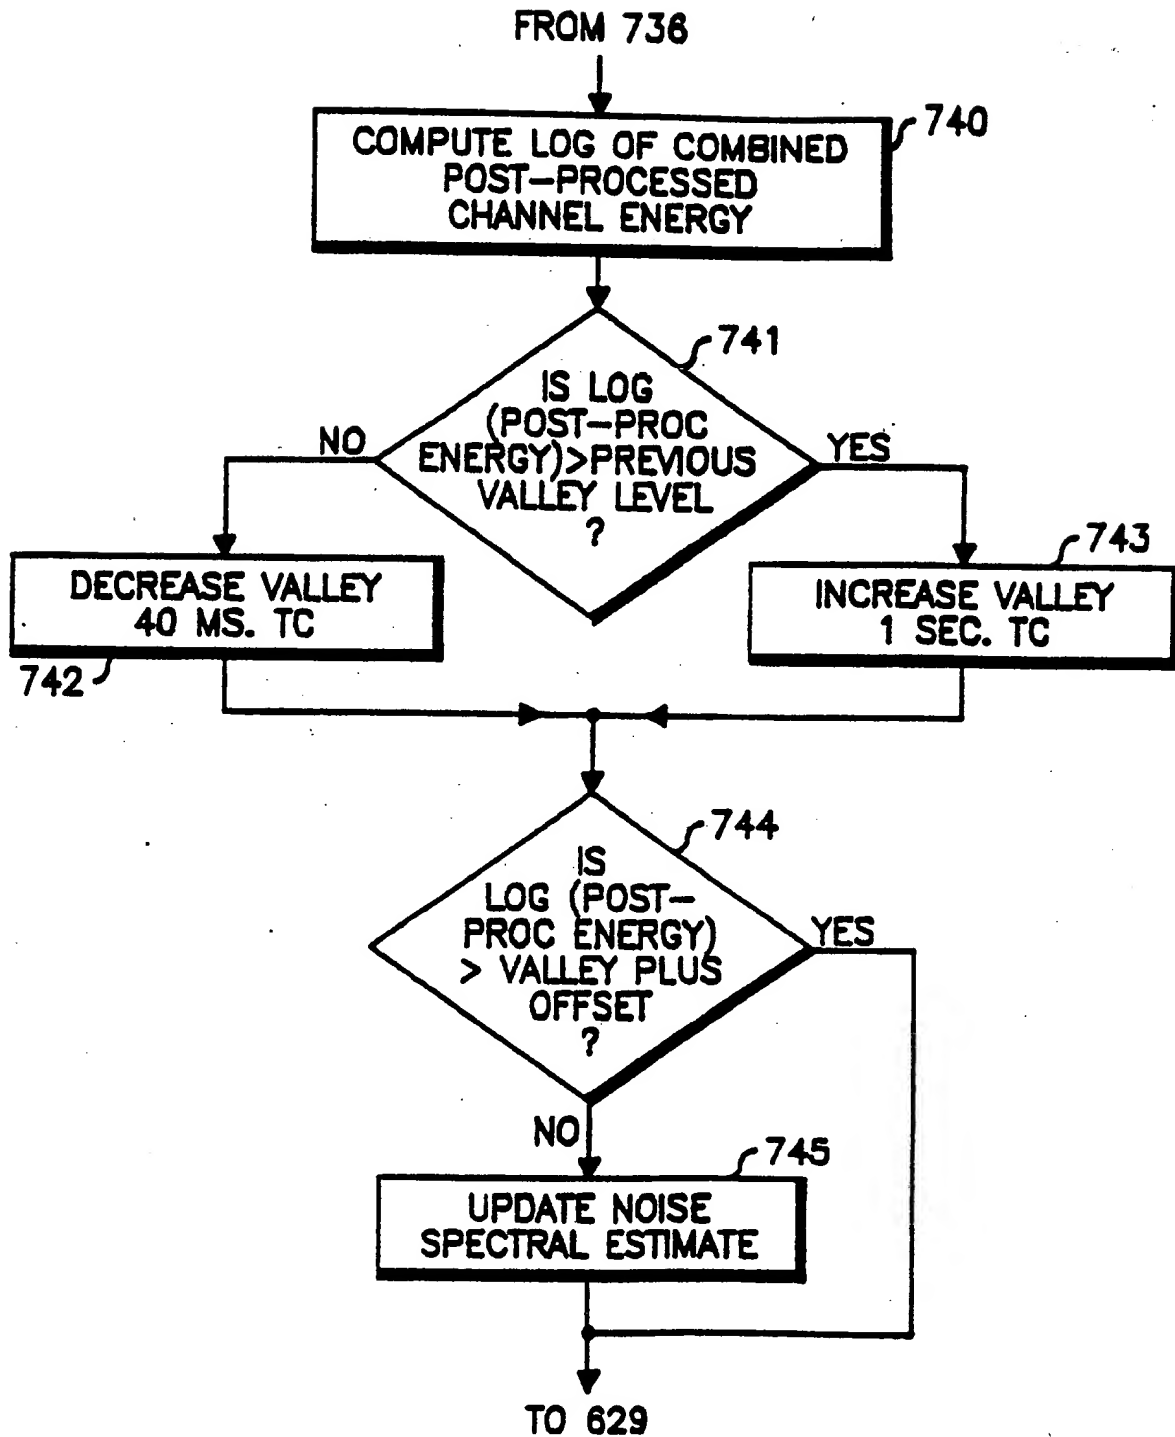 FROM 736
740
COMPUTE LOG OF COMBINED
POST-PROCESSED
CHANNEL ENERGY
741
IS LOG
(POST-PROC
ENERGY)>PREVIOUS
VALLEY LEVEL
?
NO
YES
743
DECREASE VALLEY
40 MS. TC
INCREASE VALLEY
1 SEC. TC
742
744
IS
LOG (POST-
PROC ENERGY)
> VALLEY PLUS
OFFSET
?
YES
NO
745
UPDATE NOISE
SPECTRAL ESTIMATE
TO 629